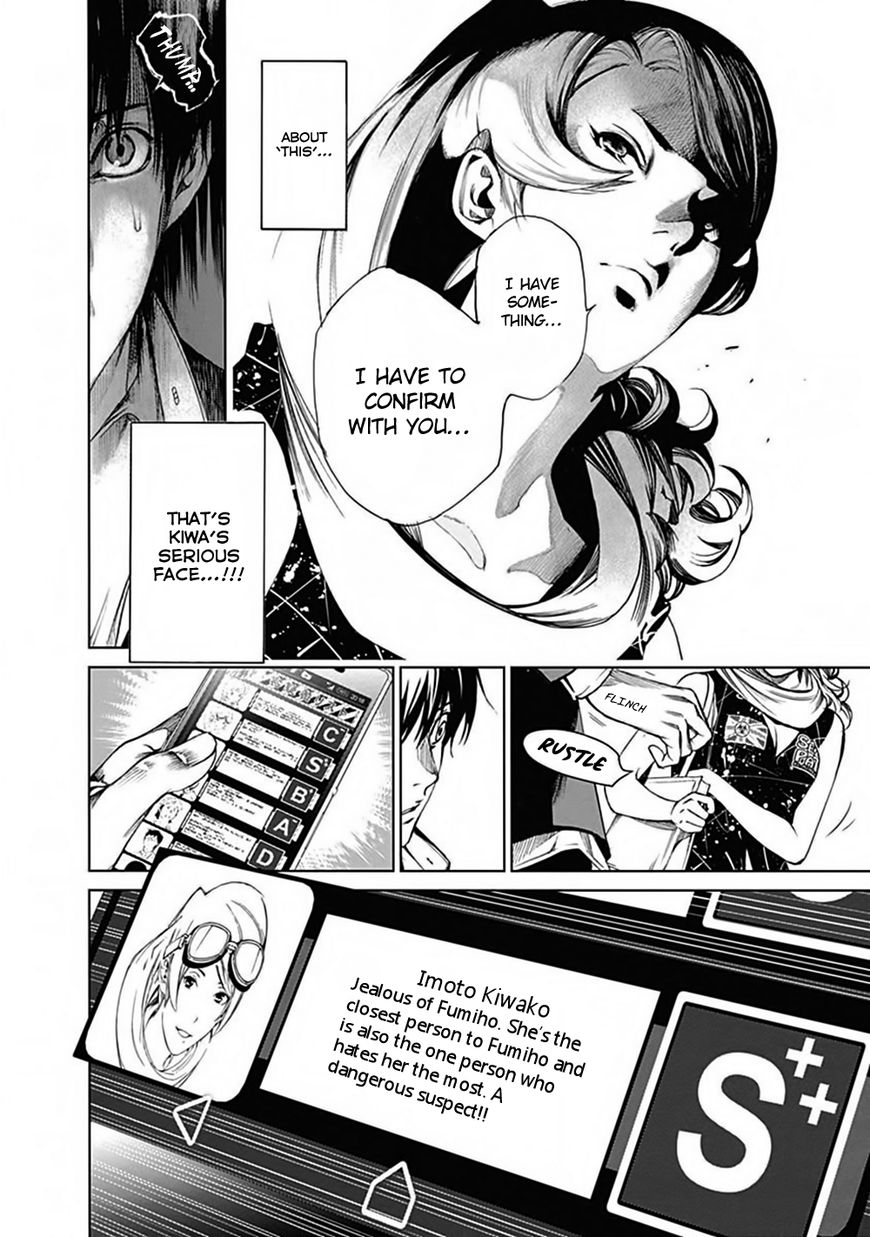 THUMP...
ABOUT
'THIS'...
I HAVE
SOME-
THING...
I HAVE TO
CONFIRM
WITH YOU...
THAT'S
KIWA'S
SERIOUS
FACE...!!!
C
S
B
A
D
FLINCH
RUSTLE
Imoto Kiwako
Jealous of Fumiho. She's the
closest person to Fumiho and
is also the one person who
hates her the most. A
dangerous suspect!!
S++